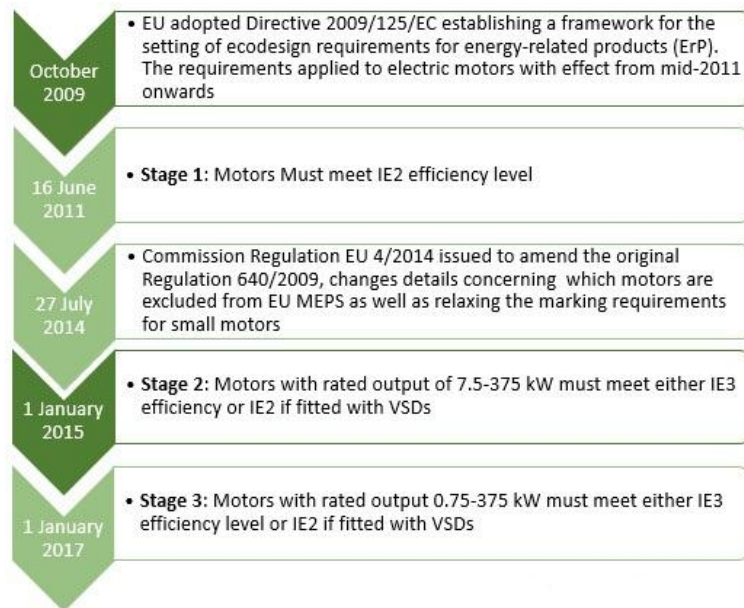 October
2009
• EU adopted Directive 2009/125/EC establishing a framework for the
setting of ecodesign requirements for energy-related products (ErP).
The requirements applied to electric motors with effect from mid-2011
onwards
16 June
2011
• Stage 1: Motors Must meet IE2 efficiency level
27 July
2014
• Commission Regulation EU 4/2014 issued to amend the original
Regulation 640/2009, changes details concerning which motors are
excluded from EU MEPS as well as relaxing the marking requirements
for small motors
1 January
2015
• Stage 2: Motors with rated output of 7.5-375 kW must meet either IE3
efficiency or IE2 if fitted with VSDs
1 January
2017
• Stage 3: Motors with rated output 0.75-375 kW must meet either IE3
efficiency level or IE2 if fitted with VSDs